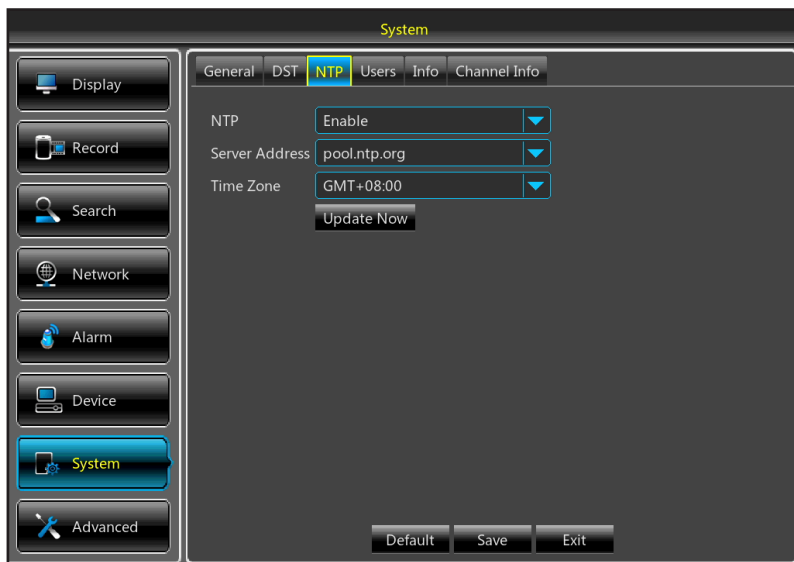 System
Display
Record
Search
Network
Alarm
Device
System
Advanced
General DST NTP Users Info Channel Info
NTP Enable
Server Address pool.ntp.org
Time Zone GMT+08:00
Update Now
Default Save Exit